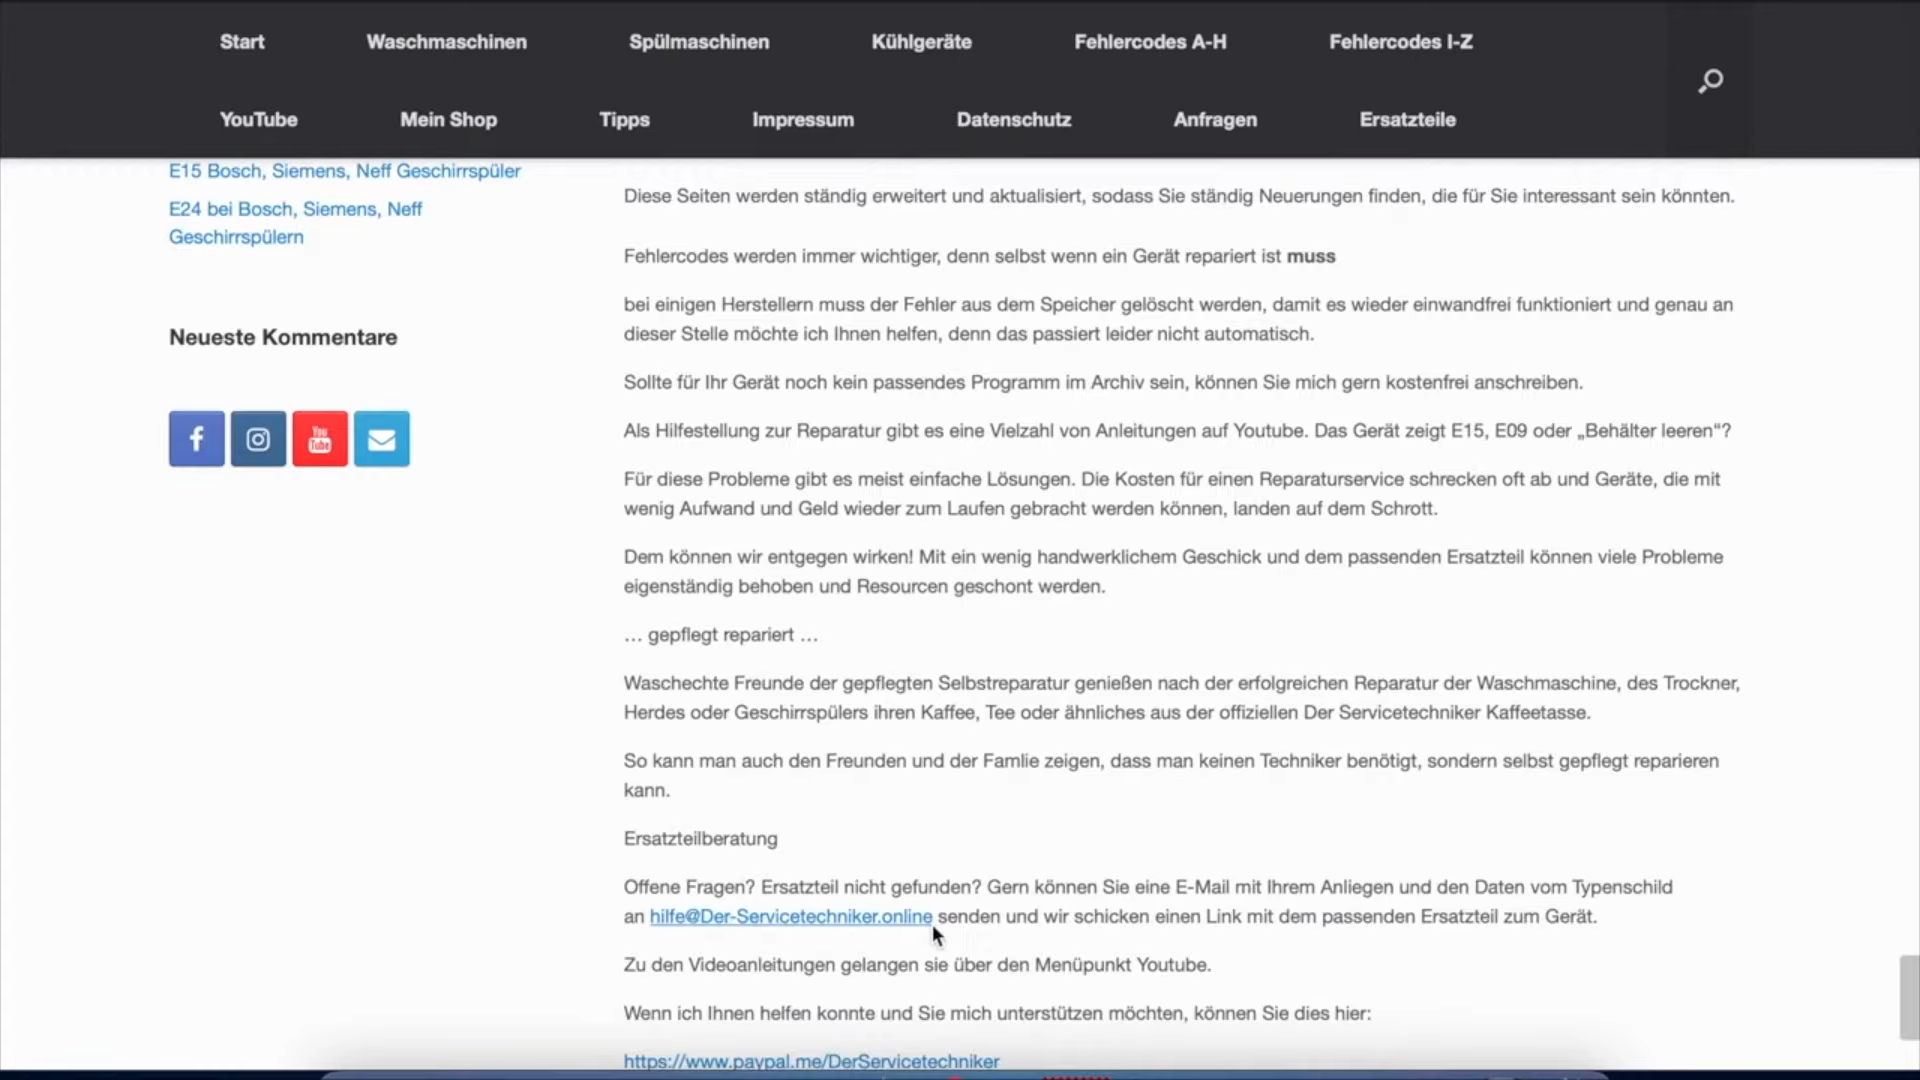 Start Waschmaschinen Spülmaschinen Kühlgeräte Fehlercodes A-H Fehlercodes I-Z
YouTube Mein Shop Tipps Impressum Datenschutz Anfragen Ersatzteile
E15 Bosch, Siemens, Neff Geschirrspüler
E24 bei Bosch, Siemens, Neff
Geschirrspülern
Neueste Kommentare
You
Tube
Diese Seiten werden ständig erweitert und aktualisiert, sodass Sie ständig Neuerungen finden, die für Sie interessant sein könnten.
Fehlercodes werden immer wichtiger, denn selbst wenn ein Gerät repariert ist muss
bei einigen Herstellern muss der Fehler aus dem Speicher gelöscht werden, damit es wieder einwandfrei funktioniert und genau an
dieser Stelle möchte ich Ihnen helfen, denn das passiert leider nicht automatisch.
Sollte für Ihr Gerät noch kein passendes Programm im Archiv sein, können Sie mich gern kostenfrei anschreiben.
Als Hilfestellung zur Reparatur gibt es eine Vielzahl von Anleitungen auf Youtube. Das Gerät zeigt E15, E09 oder „Behälter leeren“?
Für diese Probleme gibt es meist einfache Lösungen. Die Kosten für einen Reparaturservice schrecken oft ab und Geräte, die mit
wenig Aufwand und Geld wieder zum Laufen gebracht werden können, landen auf dem Schrott.
Dem können wir entgegen wirken! Mit ein wenig handwerklichem Geschick und dem passenden Ersatzteil können viele Probleme
eigenständig behoben und Resourcen geschont werden.
… gepflegt repariert …
Waschechte Freunde der gepflegten Selbstreparatur genießen nach der erfolgreichen Reparatur der Waschmaschine, des Trockner,
Herdes oder Geschirrspülers ihren Kaffee, Tee oder ähnliches aus der offiziellen Der Servicetechniker Kaffeetasse.
So kann man auch den Freunden und der Famlie zeigen, dass man keinen Techniker benötigt, sondern selbst gepflegt reparieren
kann.
Ersatzteilberatung
Offene Fragen? Ersatzteil nicht gefunden? Gern können Sie eine E-Mail mit Ihrem Anliegen und den Daten vom Typenschild
an hilfe@Der-Servicetechniker.online senden und wir schicken einen Link mit dem passenden Ersatzteil zum Gerät.
Zu den Videoanleitungen gelangen sie über den Menüpunkt Youtube.
Wenn ich Ihnen helfen konnte und Sie mich unterstützen möchten, können Sie dies hier:
https://www.paypal.me/DerServicetechniker